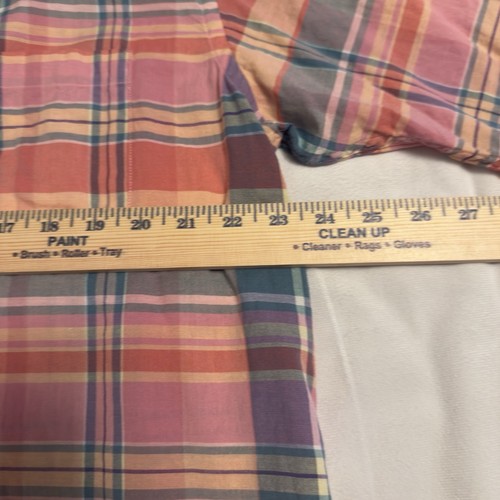 17 18 19 20 21 22 23 24 25 26 27
PAINT
• Brush • Roller • Tray
CLEAN UP
• Cleaner • Rags • Gloves